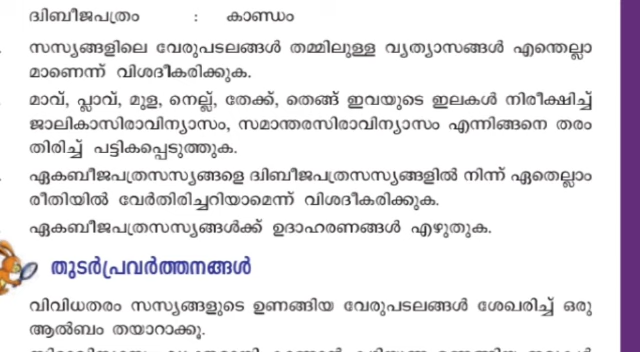 ദ്വിബീജപത്രം : കാണ്ഡം
സസ്യങ്ങളിലെ വേരുപടലങ്ങൾ തമ്മിലുള്ള വ്യത്യാസങ്ങൾ എന്തെല്ലാ
മാണെന്ന് വിശദീകരിക്കുക.
മാവ്, പ്ലാവ്, മുള, നെല്ല്, തേക്ക്, തെങ്ങ് ഇവയുടെ ഇലകൾ നിരീക്ഷിച്ച്
ജാലികാസിരാവിന്യാസം, സമാന്തരസിരാവിന്യാസം എന്നിങ്ങനെ തരം
തിരിച്ച് പട്ടികപ്പെടുത്തുക.
ഏകബീജപത്രസസ്യങ്ങളെ ദ്വിബീജപത്രസസ്യങ്ങളിൽ നിന്ന് ഏതെല്ലാം
രീതിയിൽ വേർതിരിച്ചറിയാമെന്ന് വിശദീകരിക്കുക.
ഏകബീജപത്രസസ്യങ്ങൾക്ക് ഉദാഹരണങ്ങൾ എഴുതുക.
തുടർപ്രവർത്തനങ്ങൾ
വിവിധതരം സസ്യങ്ങളുടെ ഉണങ്ങിയ വേരുപടലങ്ങൾ ശേഖരിച്ച് ഒരു
ആൽബം തയാറാക്കൂ.